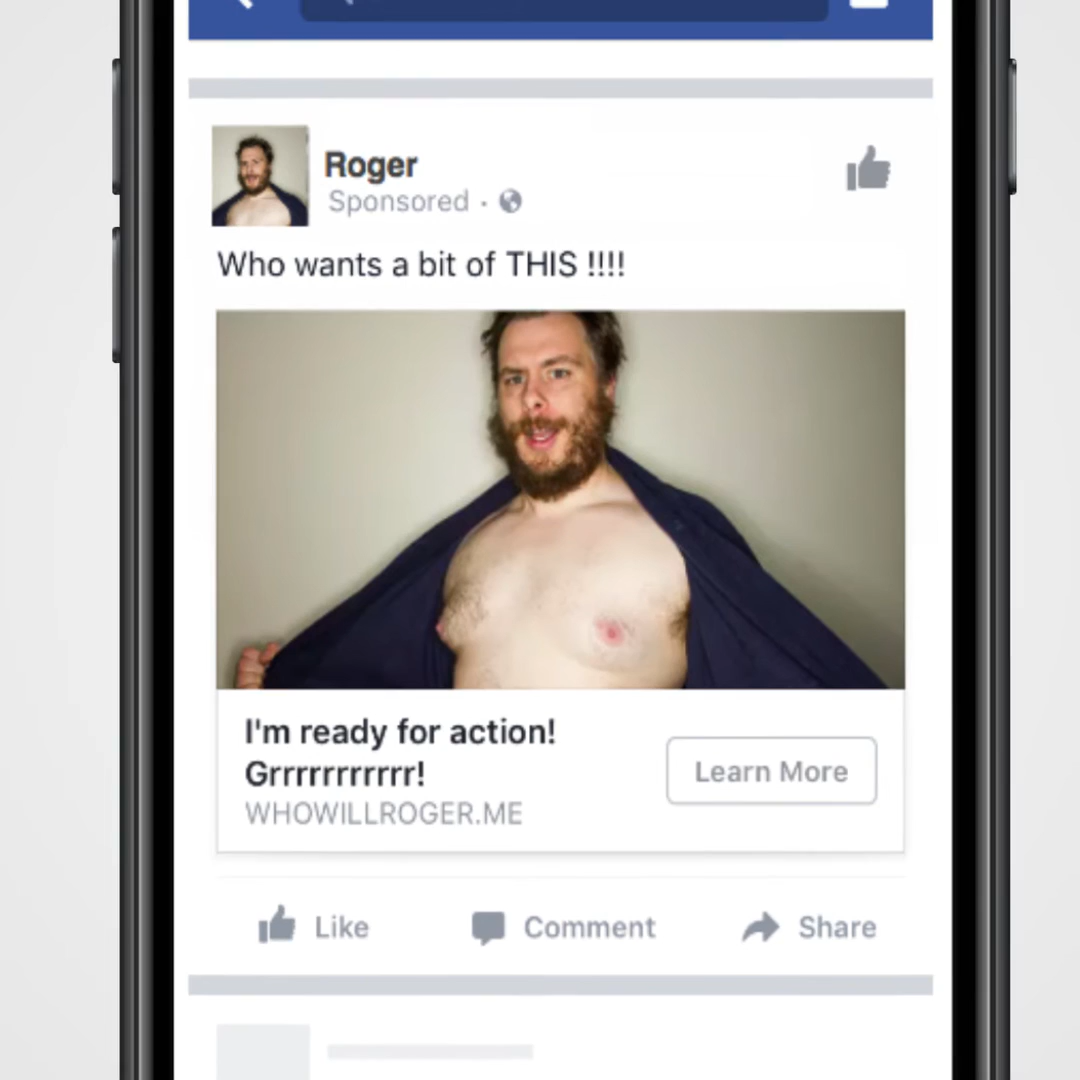 Roger
Sponsored ·
Who wants a bit of THIS !!!!
I'm ready for action!
Grrrrrrrrrrr!
WHOWILLROGER.ME
Learn More
Like
Comment
Share